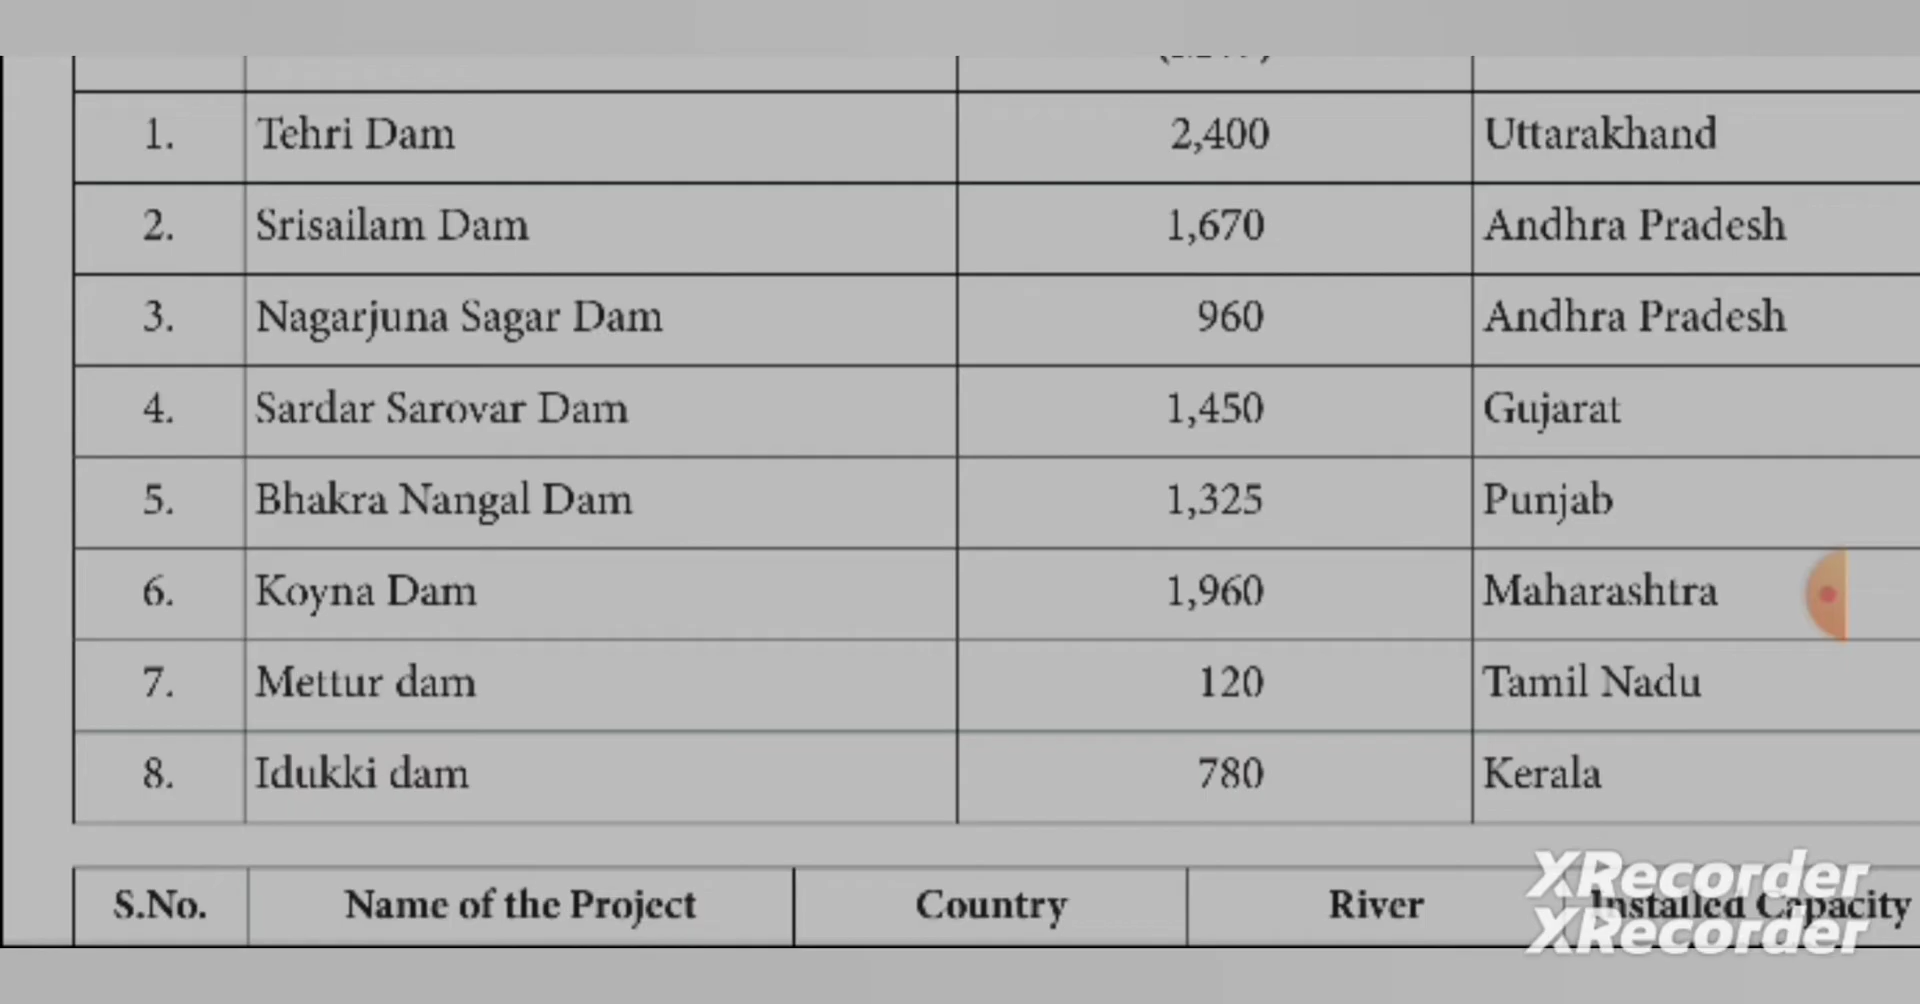 1. Tehri Dam 2,400 Uttarakhand
2. Srisailam Dam 1,670 Andhra Pradesh
3. Nagarjuna Sagar Dam 960 Andhra Pradesh
4. Sardar Sarovar Dam 1,450 Gujarat
5. Bhakra Nangal Dam 1,325 Punjab
6. Koyna Dam 1,960 Maharashtra
7. Mettur dam 120 Tamil Nadu
8. Idukki dam 780 Kerala
S.No. Name of the Project Country River Installed Capacity
XRecorder
XRecorder